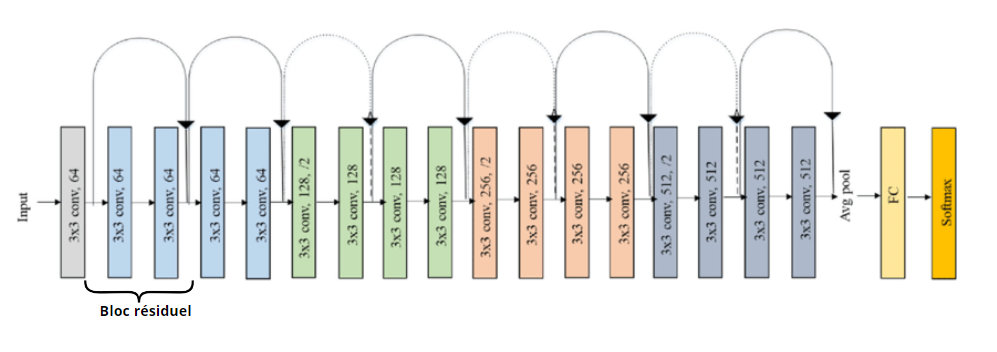 Input
3x3 conv, 64
3x3 conv, 64
3x3 conv, 64
3x3 conv, 64
3x3 conv, 64
3x3 conv, 128, /2
3x3 conv, 128
3x3 conv, 128
3x3 conv, 128
3x3 conv, 256, /2
3x3 conv, 256
3x3 conv, 256
3x3 conv, 256
3x3 conv, 512, /2
3x3 conv, 512
3x3 conv, 512
3x3 conv, 512
Avg pool
FC
Softmax
Bloc résiduel